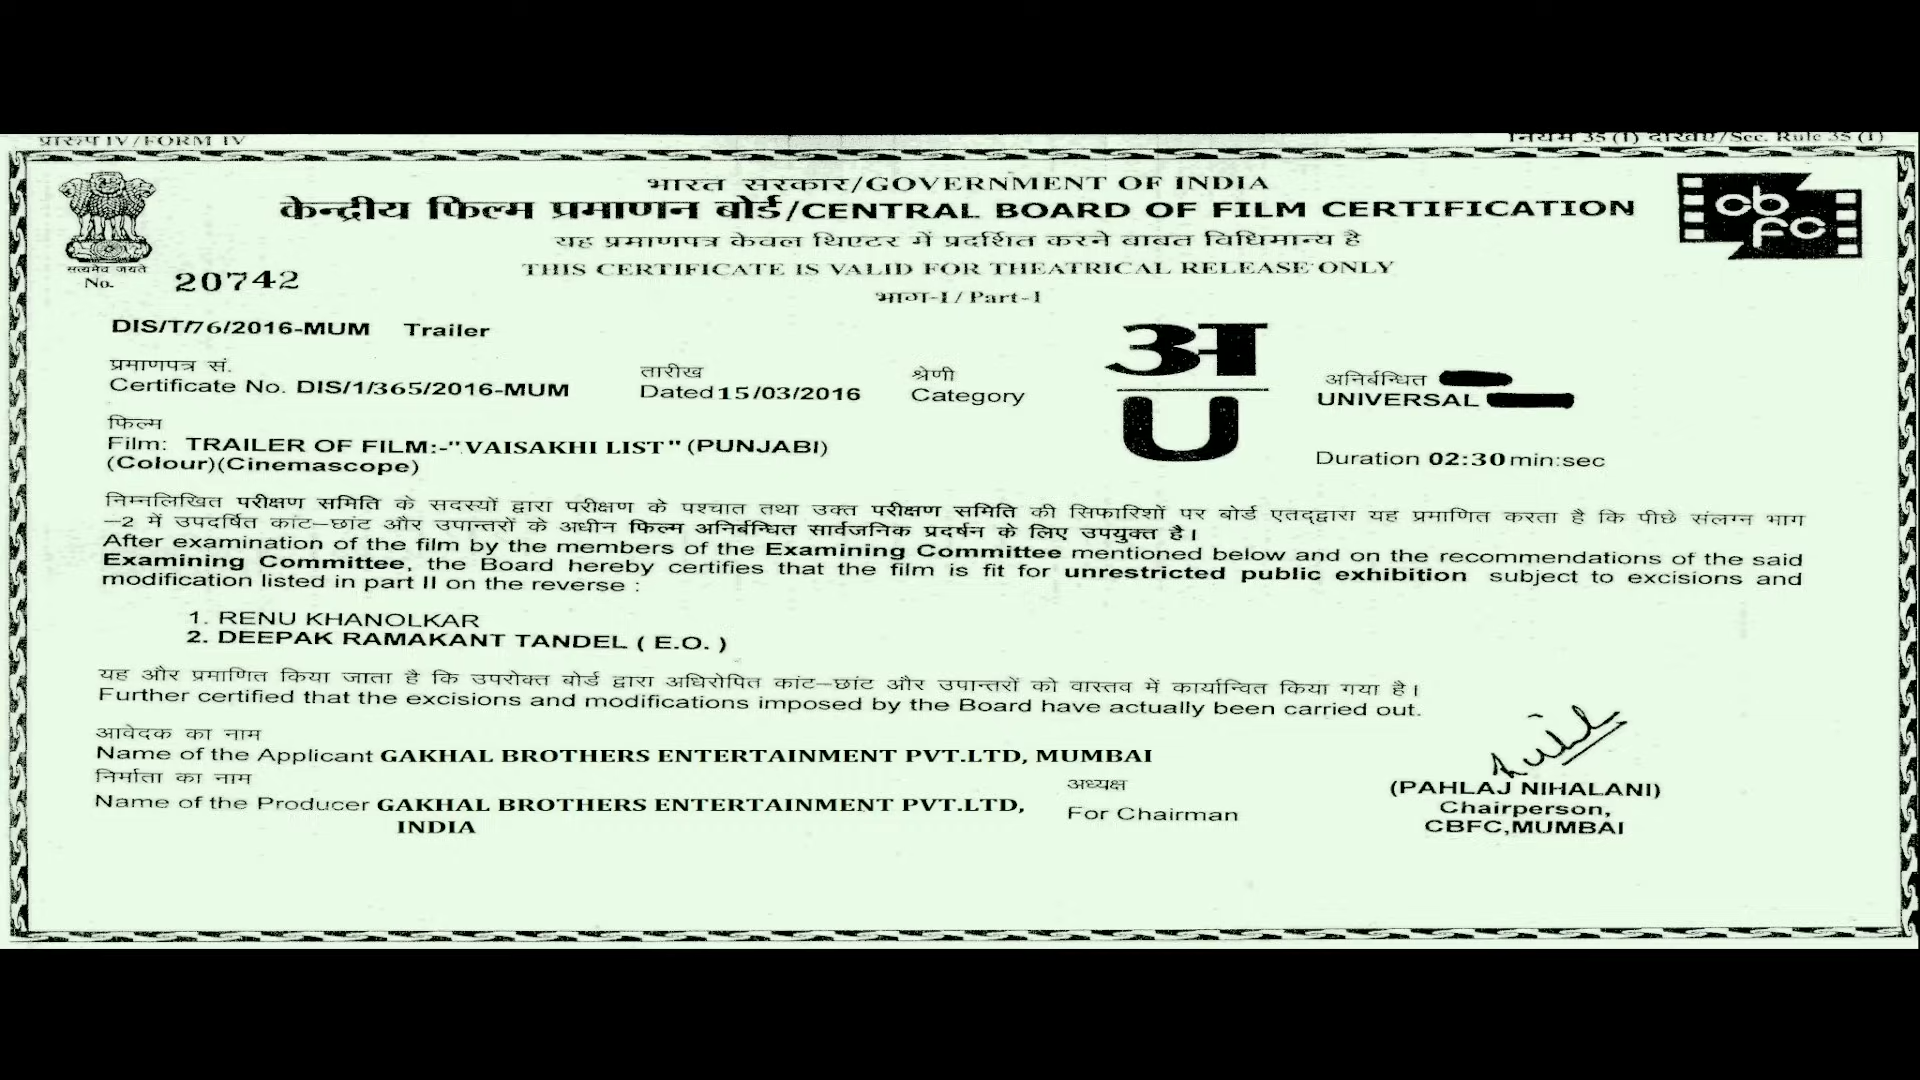 प्रारुप IV/FORM IV
नियम 35 (1) देखिए/Sec. Rule 35 (1)
भारत सरकार/GOVERNMENT OF INDIA
केन्द्रीय फिल्म प्रमाणन बोर्ड/CENTRAL BOARD OF FILM CERTIFICATION
cb
fc
यह प्रमाणपत्र केवल थिएटर में प्रदर्शित करने बाबत विधिमान्य है
सत्यमेव जयते
THIS CERTIFICATE IS VALID FOR THEATRICAL RELEASE ONLY
No. 20742
भाग-I / Part-I
DIS/T/76/2016-MUM Trailer
अ
U
प्रमाणपत्र सं.
Certificate No. DIS/1/365/2016-MUM
तारीख
Dated 15/03/2016
श्रेणी
Category
अनिर्बन्धित
UNIVERSAL
फिल्म
Film: TRAILER OF FILM:-"VAISAKHI LIST" (PUNJABI)
(Colour)(Cinemascope)
Duration 02:30 min:sec
निम्नलिखित परीक्षण समिति के सदस्यों द्वारा परीक्षण के पश्चात तथा उक्त परीक्षण समिति की सिफारिशों पर बोर्ड एतद्द्वारा यह प्रमाणित करता है कि पीछे संलग्न भाग
-2 में उपदर्षित कांट-छांट और उपान्तरों के अधीन फिल्म अनिर्बन्धित सार्वजनिक प्रदर्षन के लिए उपयुक्त है।
After examination of the film by the members of the Examining Committee mentioned below and on the recommendations of the said
Examining Committee, the Board hereby certifies that the film is fit for unrestricted public exhibition subject to excisions and
modification listed in part II on the reverse :
1. RENU KHANOLKAR
2. DEEPAK RAMAKANT TANDEL ( E.O. )
यह और प्रमाणित किया जाता है कि उपरोक्त बोर्ड द्वारा अधिरोपित कांट-छांट और उपान्तरों को वास्तव में कार्यान्वित किया गया है।
Further certified that the excisions and modifications imposed by the Board have actually been carried out.
आवेदक का नाम
Name of the Applicant GAKHAL BROTHERS ENTERTAINMENT PVT.LTD, MUMBAI
निर्माता का नाम
Name of the Producer GAKHAL BROTHERS ENTERTAINMENT PVT.LTD,
INDIA
अध्यक्ष
For Chairman
(PAHLAJ NIHALANI)
Chairperson,
CBFC,MUMBAI